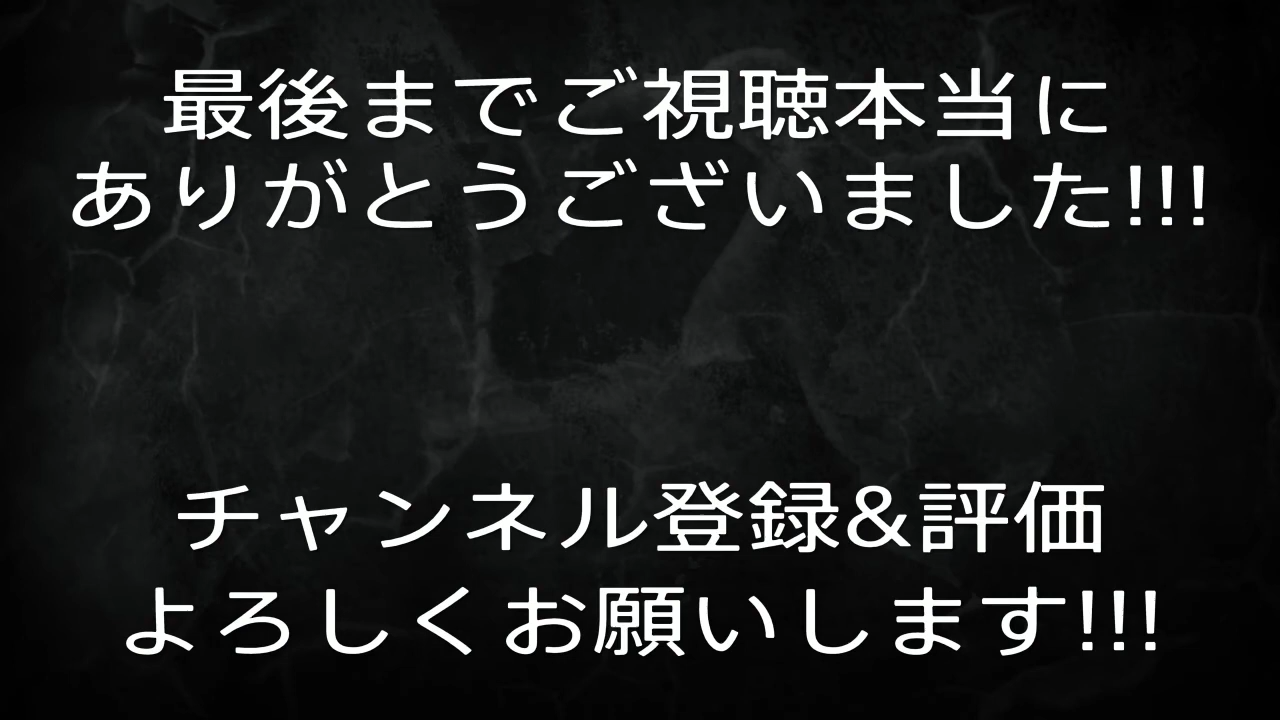 最後までご視聴本当に
ありがとうございました!!!
チャンネル登録&評価
よろしくお願いします!!!